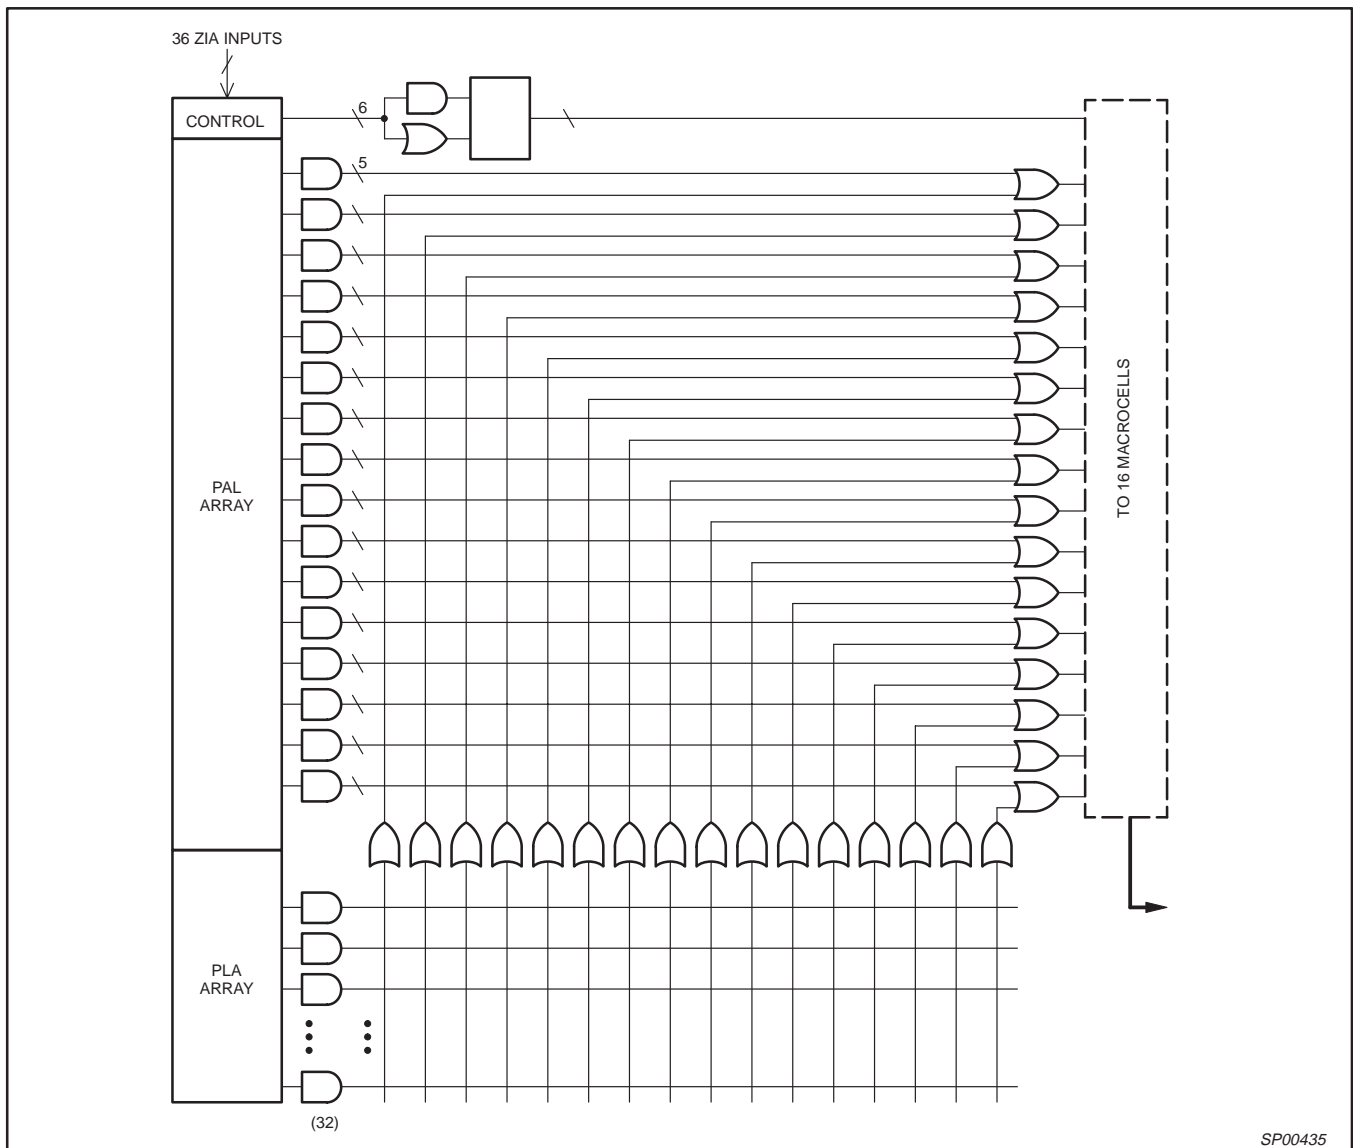 36 ZIA INPUTS
CONTROL
6
5
PAL
ARRAY
TO 16 MACROCELLS
PLA
ARRAY
(32)
SP00435